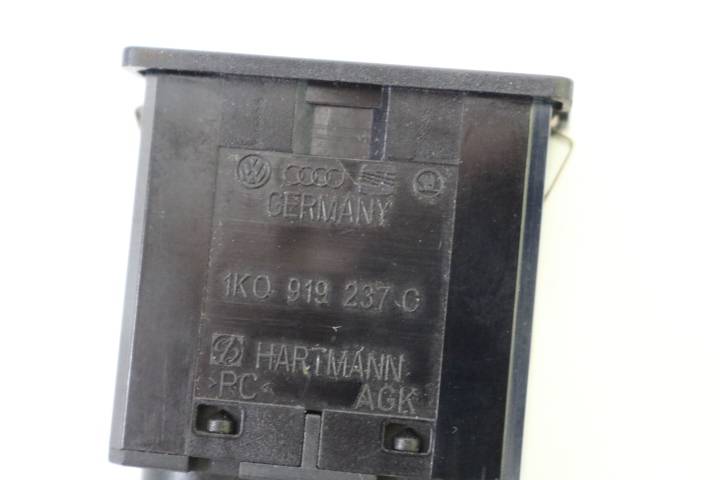 GERMANY
1K0 919 237 C
HARTMANN
>PC< AGK